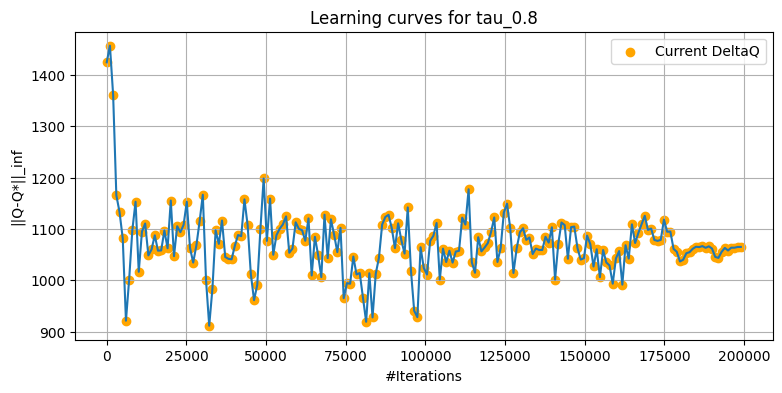 Learning curves for tau_0.8
Current DeltaQ
||Q-Q*||_inf
1400
1300
1200
1100
1000
900
0 25000 50000 75000 100000 125000 150000 175000 200000
#Iterations